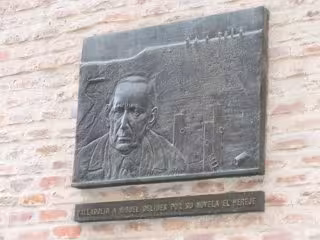 VALLADOLID A MIGUEL DELIBES POR SU NOVELA EL HEREJE